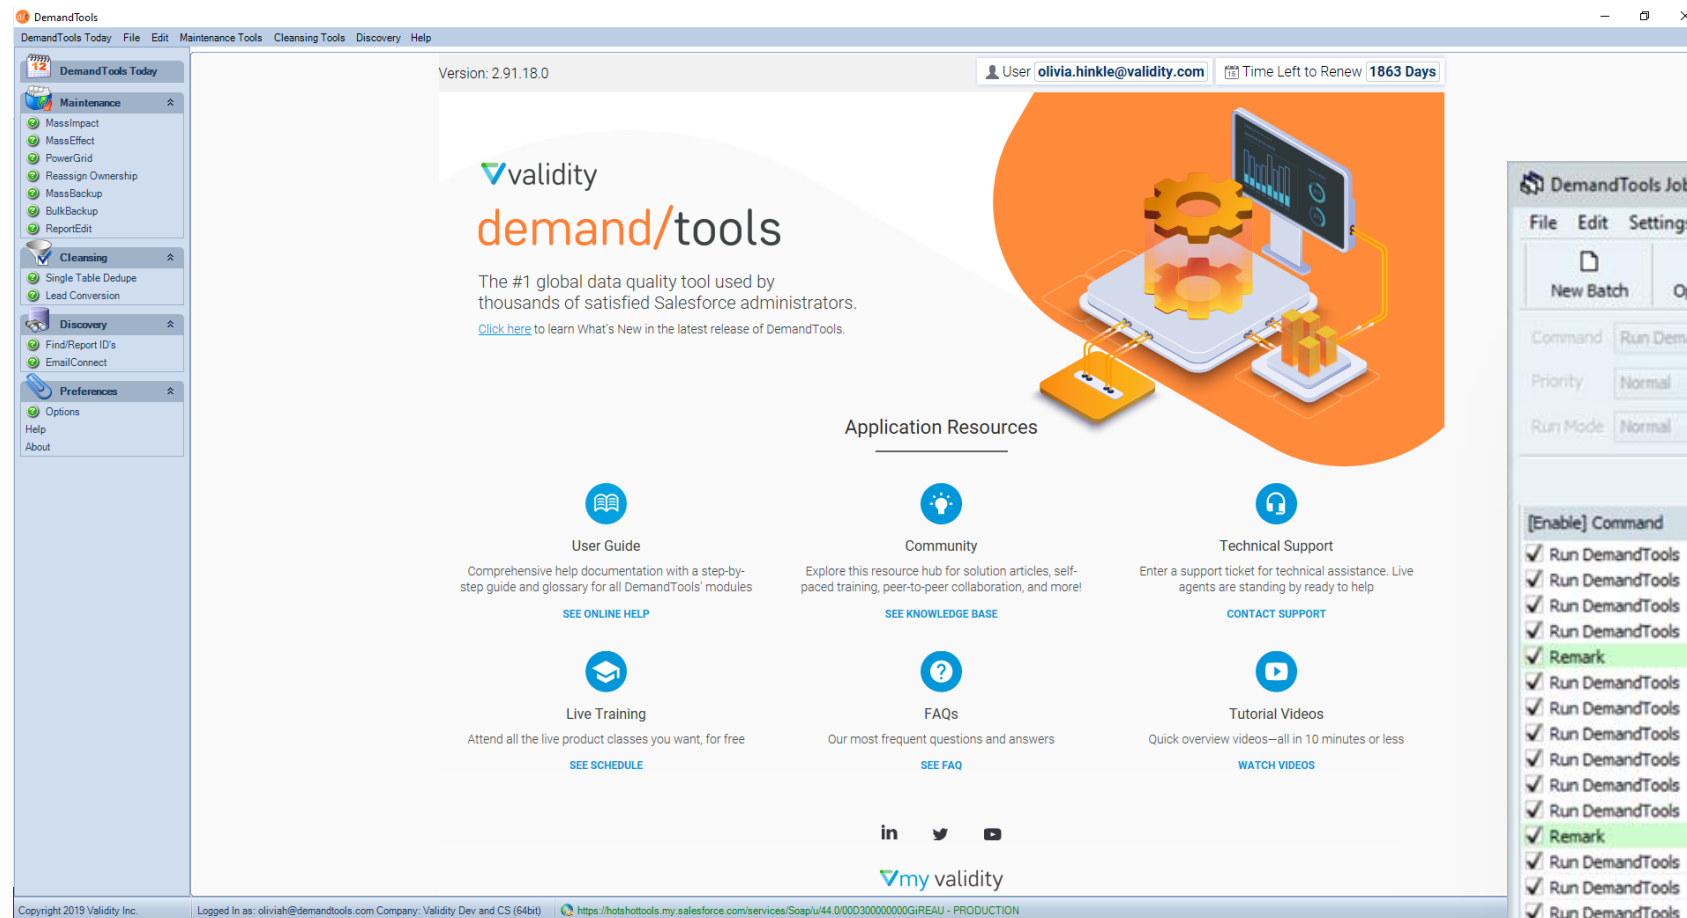 DemandTools
DemandTools Today File Edit Maintenance Tools Cleansing Tools Discovery Help
12 DemandTools Today
Maintenance
MassImpact
MassEffect
PowerGrid
Reassign Ownership
MassBackup
BulkBackup
ReportEdit
Cleansing
Single Table Dedupe
Lead Conversion
Discovery
Find/Report ID's
EmailConnect
Preferences
Options
Help
About
Version: 2.91.18.0
User olivia.hinkle@validity.com
15 Time Left to Renew 1863 Days
validity
demand/tools
The #1 global data quality tool used by
thousands of satisfied Salesforce administrators.
Click here to learn What's New in the latest release of DemandTools.
Application Resources
User Guide
Comprehensive help documentation with a step-by-
step guide and glossary for all DemandTools' modules
SEE ONLINE HELP
Community
Explore this resource hub for solution articles, self-
paced training, peer-to-peer collaboration, and more!
SEE KNOWLEDGE BASE
Technical Support
Enter a support ticket for technical assistance. Live
agents are standing by ready to help
CONTACT SUPPORT
Live Training
Attend all the live product classes you want, for free
SEE SCHEDULE
FAQs
Our most frequent questions and answers
SEE FAQ
Tutorial Videos
Quick overview videos—all in 10 minutes or less
WATCH VIDEOS
in
my validity
DemandTools Job
File Edit Settings
New Batch Op
Command Run Dema
Priority Normal
Run Mode Normal
[Enable] Command
Run DemandTools
Run DemandTools
Run DemandTools
Run DemandTools
Remark
Run DemandTools
Run DemandTools
Run DemandTools
Run DemandTools
Run DemandTools
Run DemandTools
Remark
Run DemandTools
Run DemandTools
Run DemandTools
Copyright 2019 Validity Inc.
Logged In as: oliviah@demandtools.com Company: Validity Dev and CS (64bit)
https://hotshottools.my.salesforce.com/services/Soap/u/44.0/00D300000000GiREAU - PRODUCTION